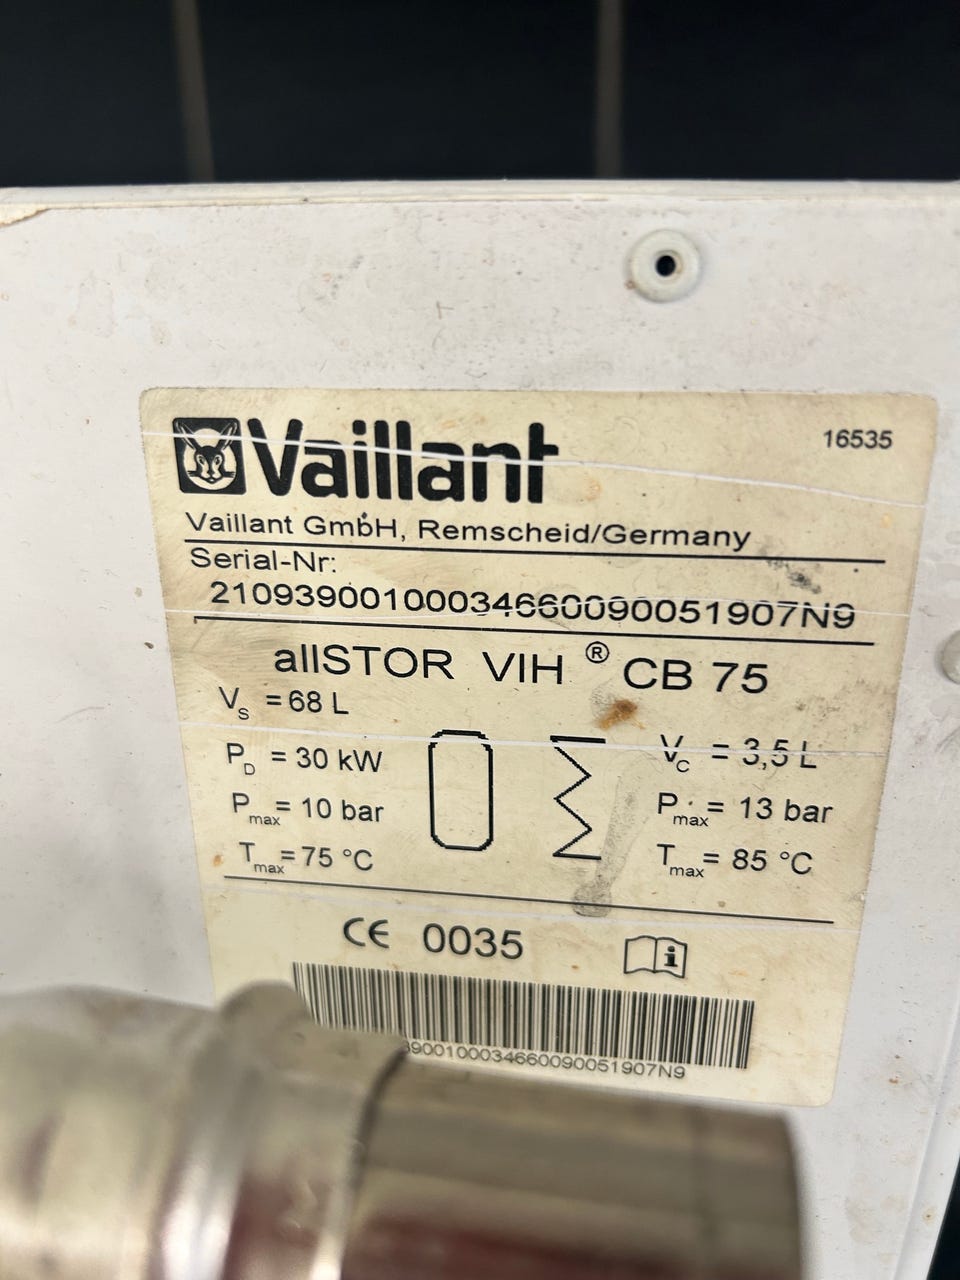 Vaillant
16535
Vaillant GmbH, Remscheid/Germany
Serial-Nr:
21093900100034660090051907N9
allSTOR VIH ® CB 75
VS = 68 L
PD = 30 kW
Pmax = 10 bar
Tmax = 75 °C
VC = 3,5 L
Pmax = 13 bar
Tmax = 85 °C
CE 0035
i
3900100034660090051907N9